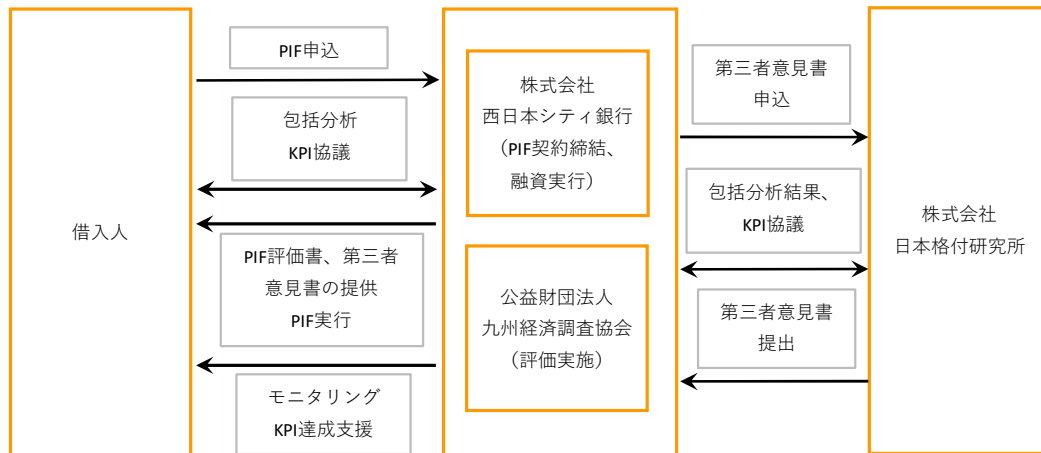 PIF申込
包括分析
KPI協議
借入人
PIF評価書、第三者
意見書の提供
PIF実行
モニタリング
KPI達成支援
株式会社
西日本シティ銀行
（PIF契約締結、
融資実行）
公益財団法人
九州経済調査協会
（評価実施）
第三者意見書
申込
包括分析結果、
KPI協議
第三者意見書
提出
株式会社
日本格付研究所